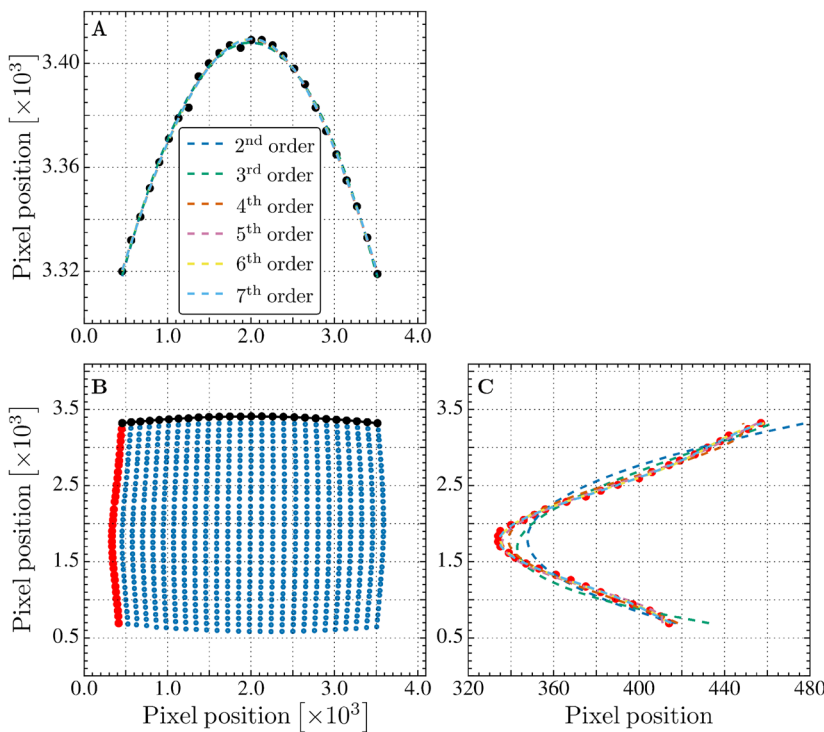 A
Pixel position [×10³]
3.40
3.36
3.32
2ⁿᵈ order
3ʳᵈ order
4ᵗʰ order
5ᵗʰ order
6ᵗʰ order
7ᵗʰ order
0.0 1.0 2.0 3.0 4.0
B
Pixel position [×10³]
3.5
2.5
1.5
0.5
0.0 1.0 2.0 3.0 4.0
Pixel position [×10³]
C
Pixel position [×10³]
3.5
2.5
1.5
0.5
320 360 400 440 480
Pixel position